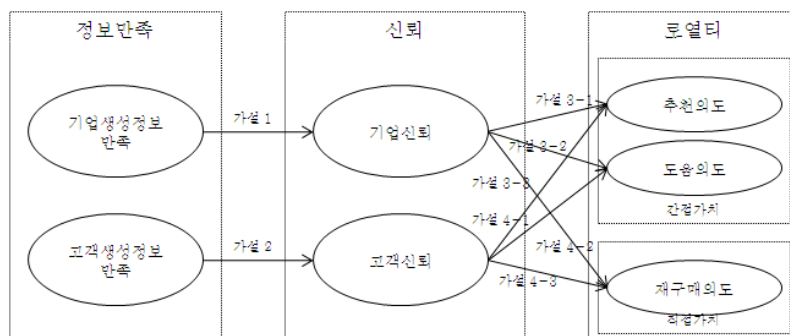 정보만족
신뢰
로열티
기업생성정보
만족
가설 1
기업신뢰
가설 3-1
가설 3-2
가설 3-3
추천의도
도움의도
간접가치
고객생성정보
만족
가설 2
고객신뢰
가설 4-1
가설 4-2
가설 4-3
재구매의도
직접가치